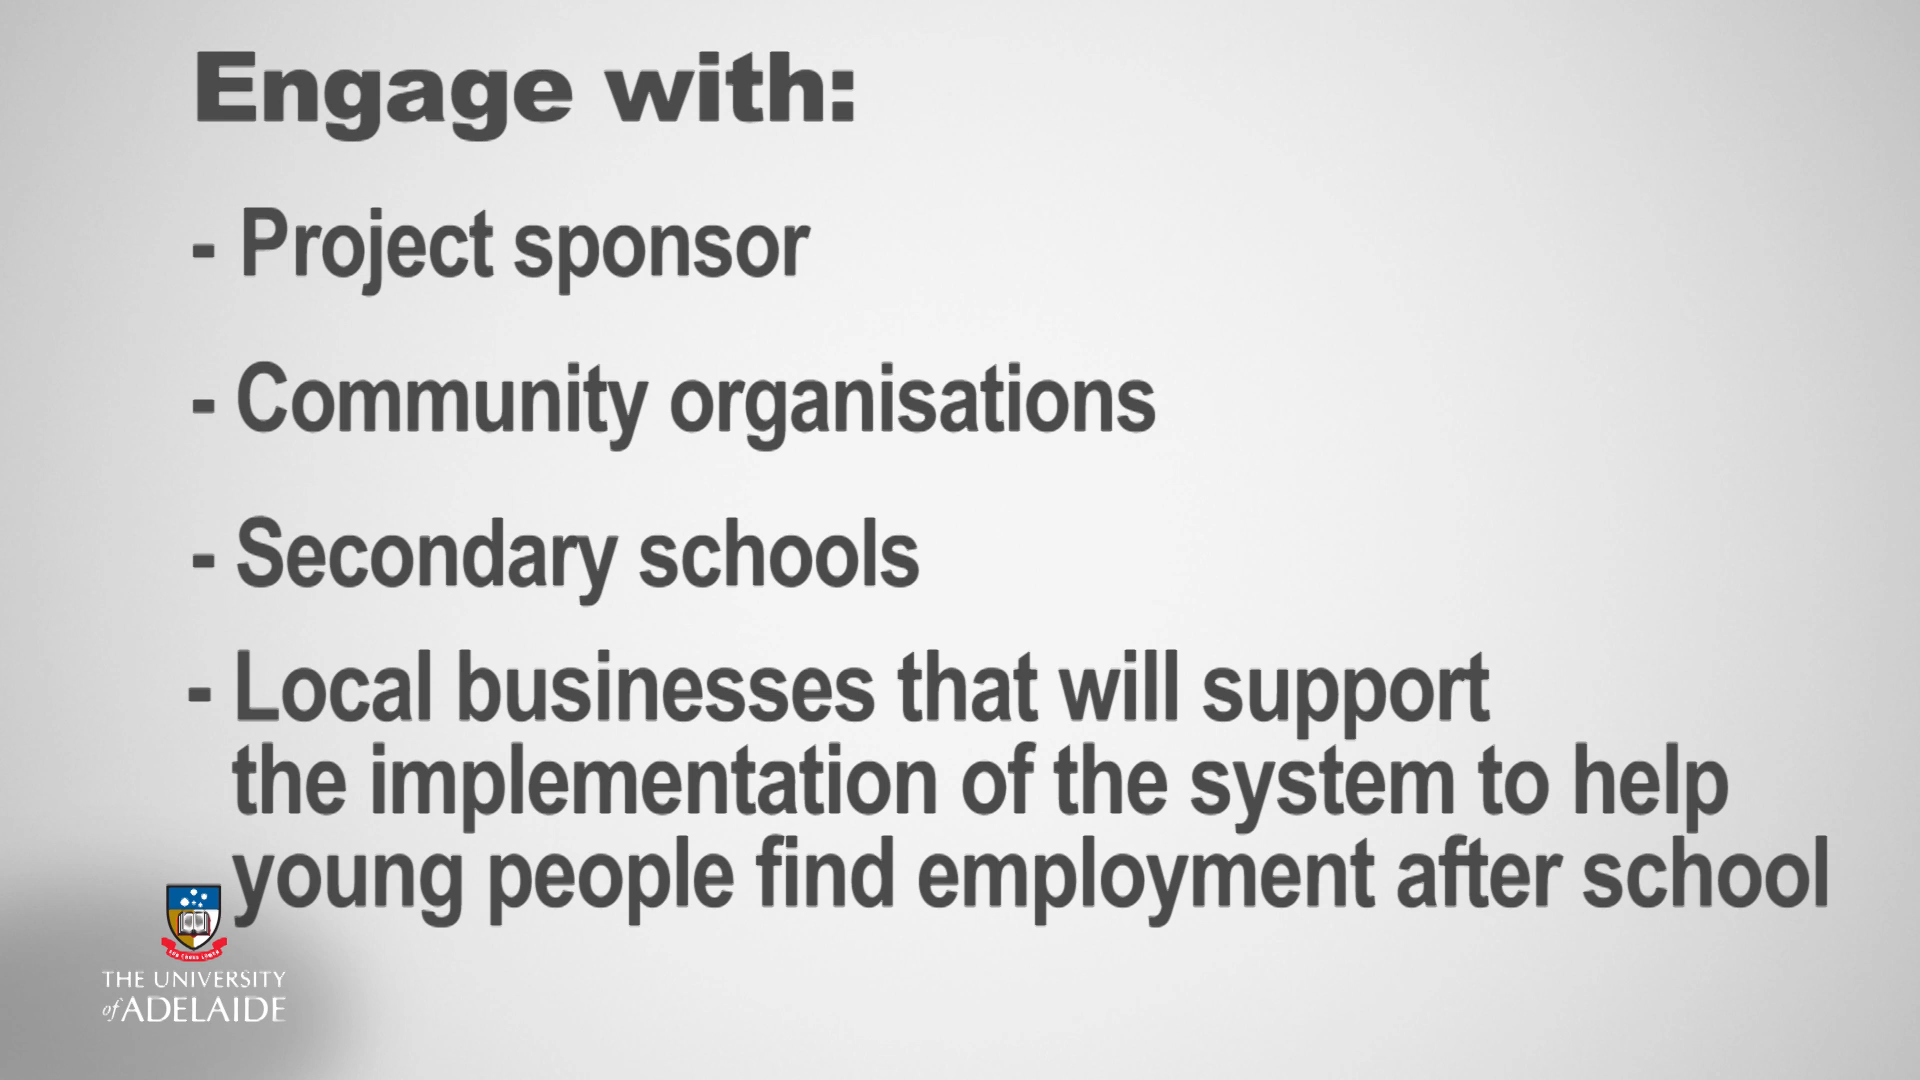 Engage with:
- Project sponsor
- Community organisations
- Secondary schools
- Local businesses that will support
the implementation of the system to help
young people find employment after school
THE UNIVERSITY
of ADELAIDE